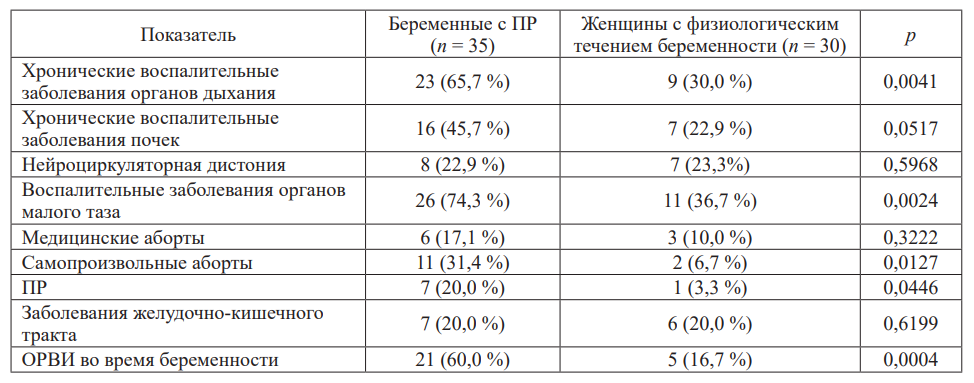 Показатель Беременные с ПР Женщины с физиологическим p
(n = 35) течением беременности (n = 30)
Хронические воспалительные
заболевания органов дыхания 23 (65,7 %) 9 (30,0 %) 0,0041
Хронические воспалительные
заболевания почек 16 (45,7 %) 7 (22,9 %) 0,0517
Нейроциркуляторная дистония 8 (22,9 %) 7 (23,3%) 0,5968
Воспалительные заболевания органов
малого таза 26 (74,3 %) 11 (36,7 %) 0,0024
Медицинские аборты 6 (17,1 %) 3 (10,0 %) 0,3222
Самопроизвольные аборты 11 (31,4 %) 2 (6,7 %) 0,0127
ПР 7 (20,0 %) 1 (3,3 %) 0,0446
Заболевания желудочно-кишечного
тракта 7 (20,0 %) 6 (20,0 %) 0,6199
ОРВИ во время беременности 21 (60,0 %) 5 (16,7 %) 0,0004